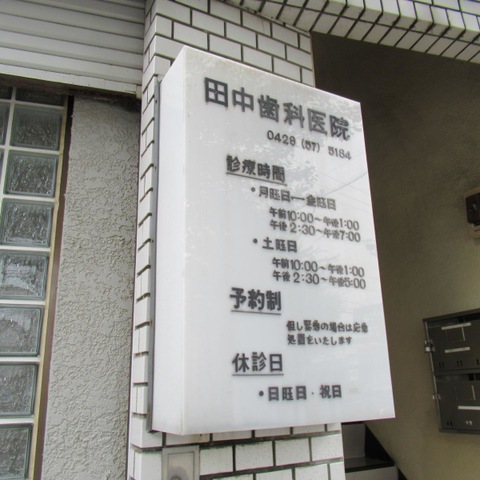 田中歯科医院
0429 (57) 5184
診療時間
・月曜日ー金曜日
午前10:00〜午後1:00
午後2:30〜午後7:00
・土曜日
午前10:00〜午後1:00
午後2:30〜午後5:00
予約制
但し緊急の場合は応急
処置をいたします
休診日
・日曜日・祝日